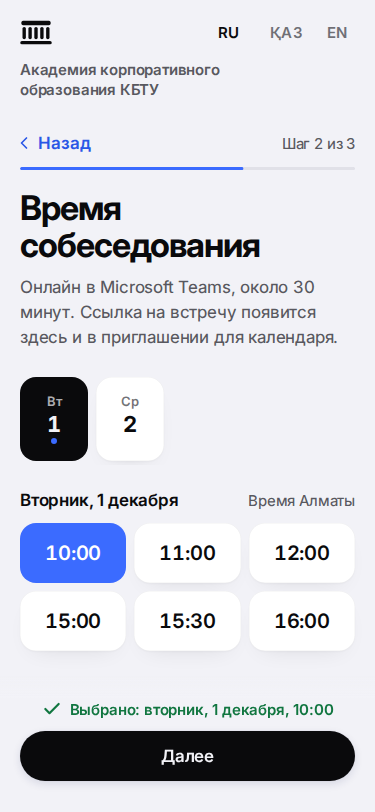 RU ҚАЗ EN
Академия корпоративного
образования КБТУ
Назад Шаг 2 из 3
Время
собеседования
Онлайн в Microsoft Teams, около 30
минут. Ссылка на встречу появится
здесь и в приглашении для календаря.
Вт Ср
1 2
Вторник, 1 декабря Время Алматы
10:00 11:00 12:00
15:00 15:30 16:00
Выбрано: вторник, 1 декабря, 10:00
Далее